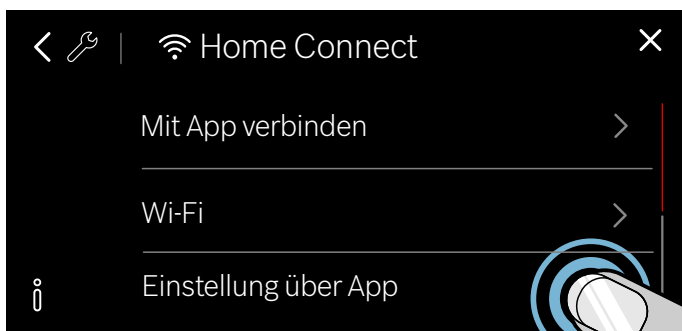 Home Connect
Mit App verbinden
Wi-Fi
Einstellung über App